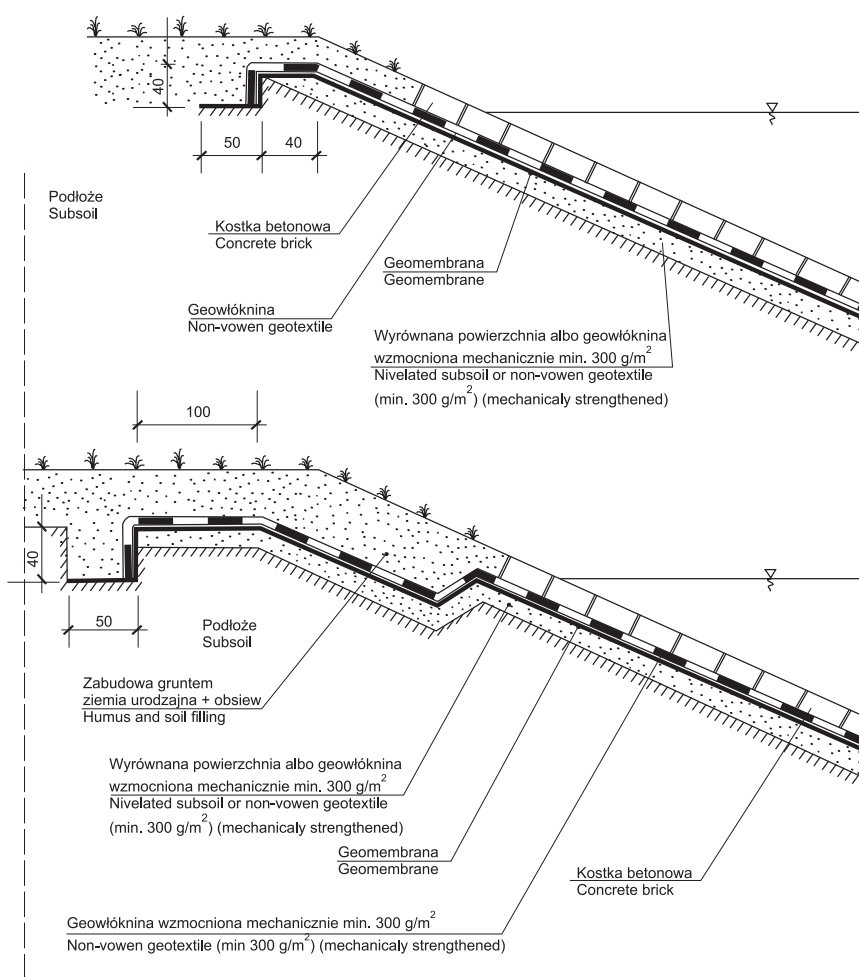 40
50
40
Podłoże
Subsoil
Kostka betonowa
Concrete brick
Geomembrana
Geomembrane
Geowłóknina
Non-vowen geotextile
Wyrównana powierzchnia albo geowłóknina
wzmocniona mechanicznie min. 300 g/m²
Nivelated subsoil or non-vowen geotextile
(min. 300 g/m²) (mechanicaly strengthened)
100
40
50
Podłoże
Subsoil
Zabudowa gruntem
ziemia urodzajna + obsiew
Humus and soil filling
Wyrównana powierzchnia albo geowłóknina
wzmocniona mechanicznie min. 300 g/m²
Nivelated subsoil or non-vowen geotextile
(min. 300 g/m²) (mechanicaly strengthened)
Geomembrana
Geomembrane
Kostka betonowa
Concrete brick
Geowłóknina wzmocniona mechanicznie min. 300 g/m²
Non-vowen geotextile (min 300 g/m²) (mechanicaly strengthened)